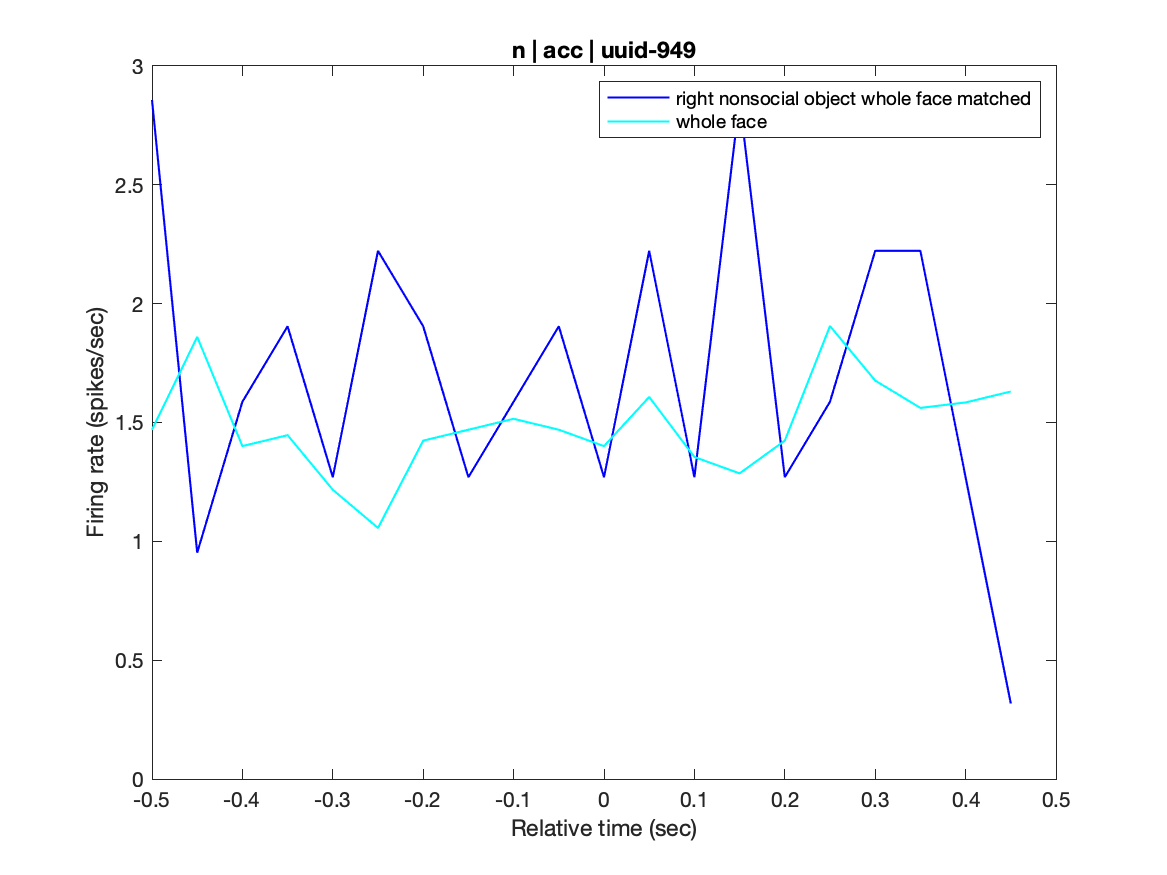 n | acc | uuid-949
right nonsocial object whole face matched
whole face
Firing rate (spikes/sec)
3
2.5
2
1.5
1
0.5
0
-0.5 -0.4 -0.3 -0.2 -0.1 0 0.1 0.2 0.3 0.4 0.5
Relative time (sec)